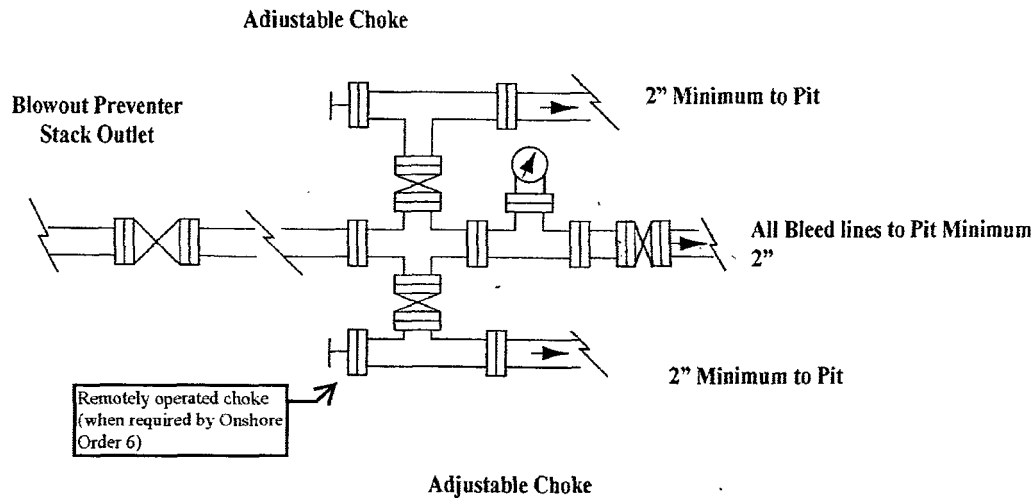 Adjustable Choke
2” Minimum to Pit
Blowout Preventer
Stack Outlet
All Bleed lines to Pit Minimum
2”
2” Minimum to Pit
Remotely operated choke
(when required by Onshore
Order 6)
Adjustable Choke